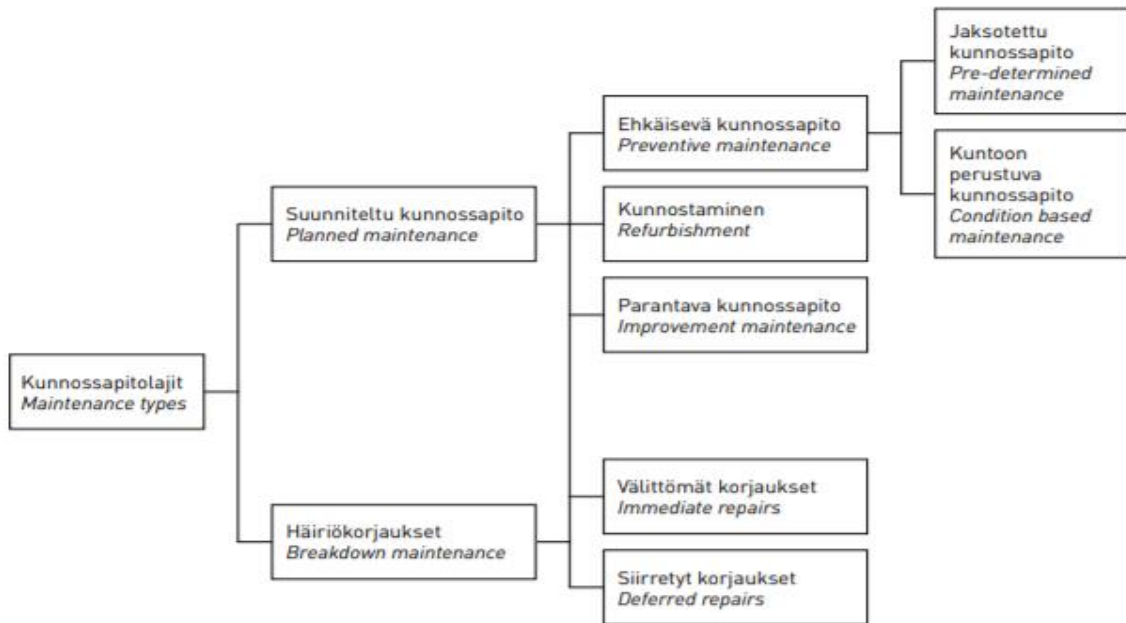 Kunnossapitolajit
Maintenance types
Suunniteltu kunnossapito
Planned maintenance
Häiriökorjaukset
Breakdown maintenance
Ehkäisevä kunnossapito
Preventive maintenance
Kunnostaminen
Refurbishment
Parantava kunnossapito
Improvement maintenance
Välittömät korjaukset
Immediate repairs
Siirretyt korjaukset
Deferred repairs
Jaksotettu
kunnossapito
Pre-determined
maintenance
Kuntoon
perustuva
kunnossapito
Condition based
maintenance